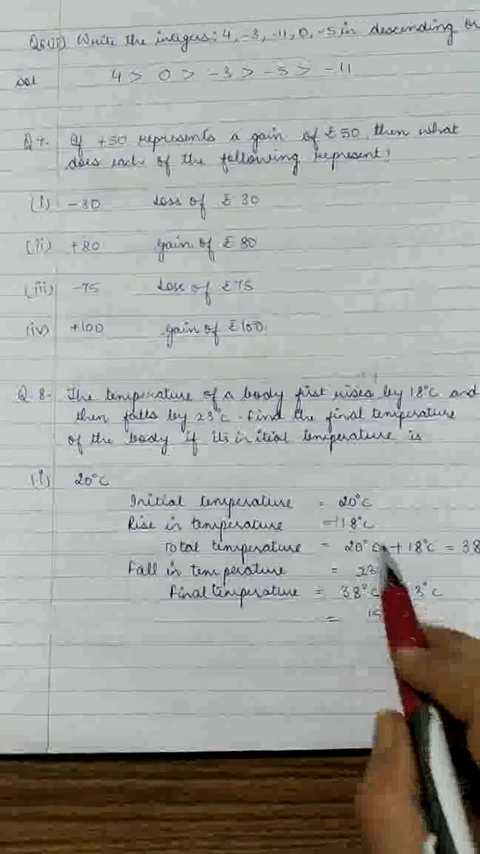 Q6(ii) Write the integers: 4, -3, -11, 0, -5 in descending or
Sol 4 > 0 > -3 > -5 > -11
Q7. If +50 represents a gain of ₹50, then what
does each of the following represent?
(i) -30 Loss of ₹ 30
(ii) +80 gain of ₹ 80
(iii) -75 Loss of ₹75
(iv) +100 gain of ₹100
Q.8- The temperature of a body first rises by 18°C and
then falls by 23°C. Find the final temperature
of the body if its initial temperature is
(i) 20°C
Initial temperature = 20°C
Rise in temperature = 18°C
Total temperature = 20°C + 18°C = 38
Fall in temperature = 23
Final temperature = 38°C 3°C
=